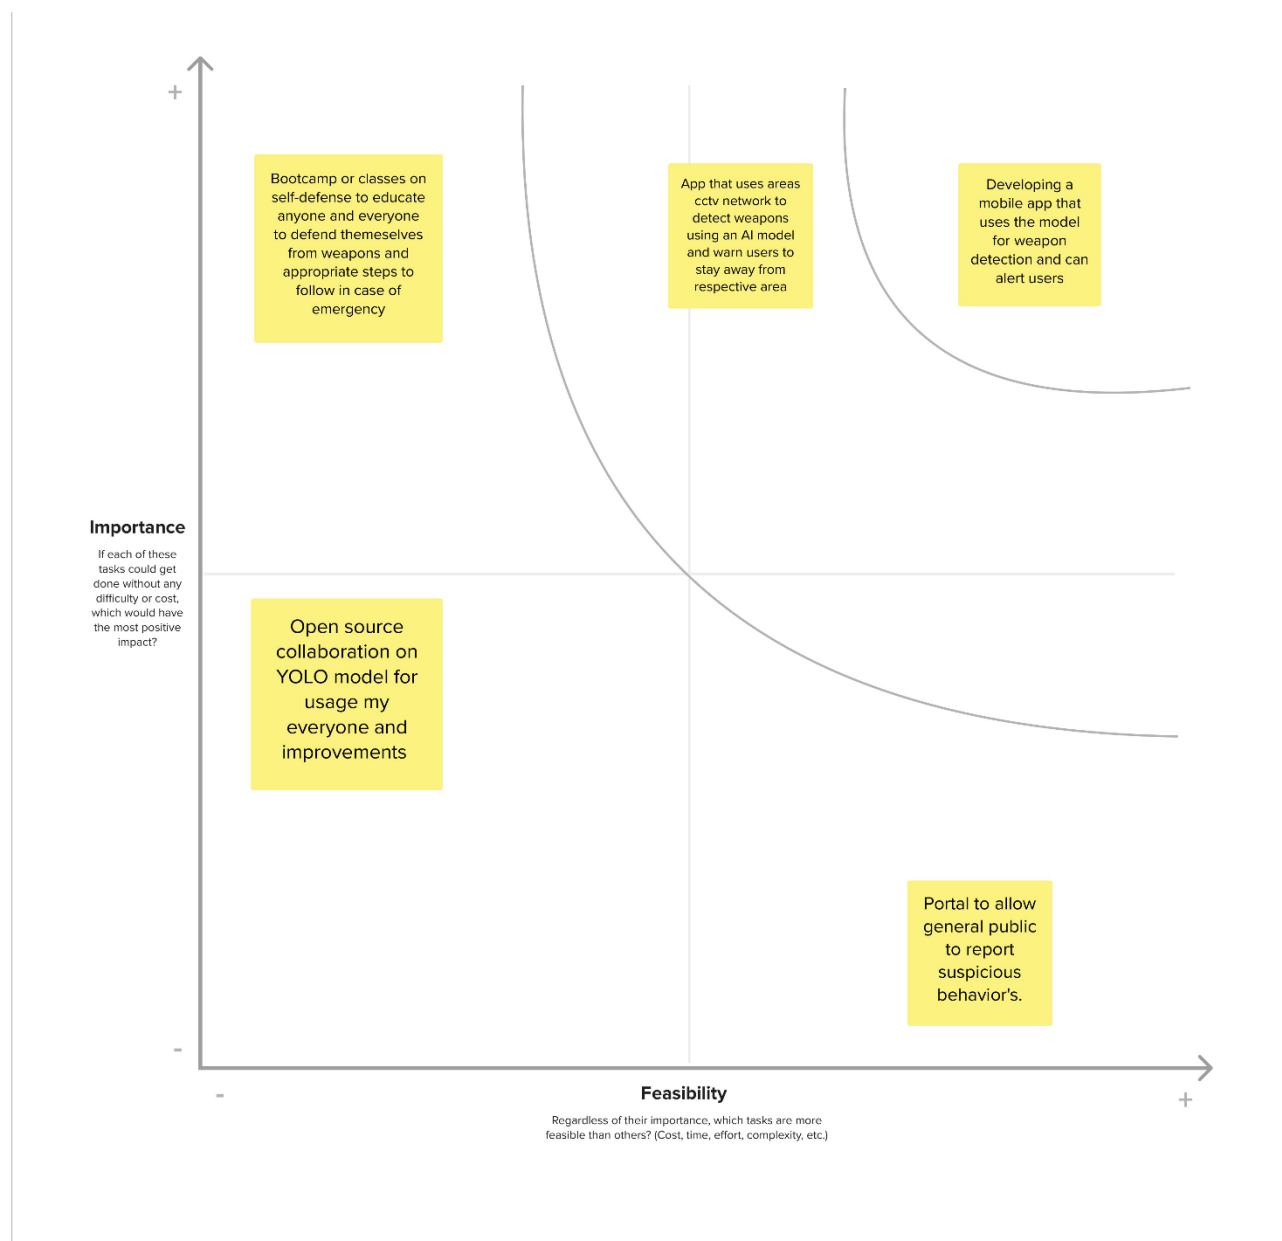 +
Bootcamp or classes on
self-defense to educate
anyone and everyone
to defend themeselves
from weapons and
appropriate steps to
follow in case of
emergency
App that uses areas
cctv network to
detect weapons
using an AI model
and warn users to
stay away from
respective area
Developing a
mobile app that
uses the model
for weapon
detection and can
alert users
Importance
If each of these
tasks could get
done without any
difficulty or cost,
which would have
the most positive
impact?
Open source
collaboration on
YOLO model for
usage my
everyone and
improvements
Portal to allow
general public
to report
suspicious
behavior's.
-
-
Feasibility
+
Regardless of their importance, which tasks are more
feasible than others? (Cost, time, effort, complexity, etc.)